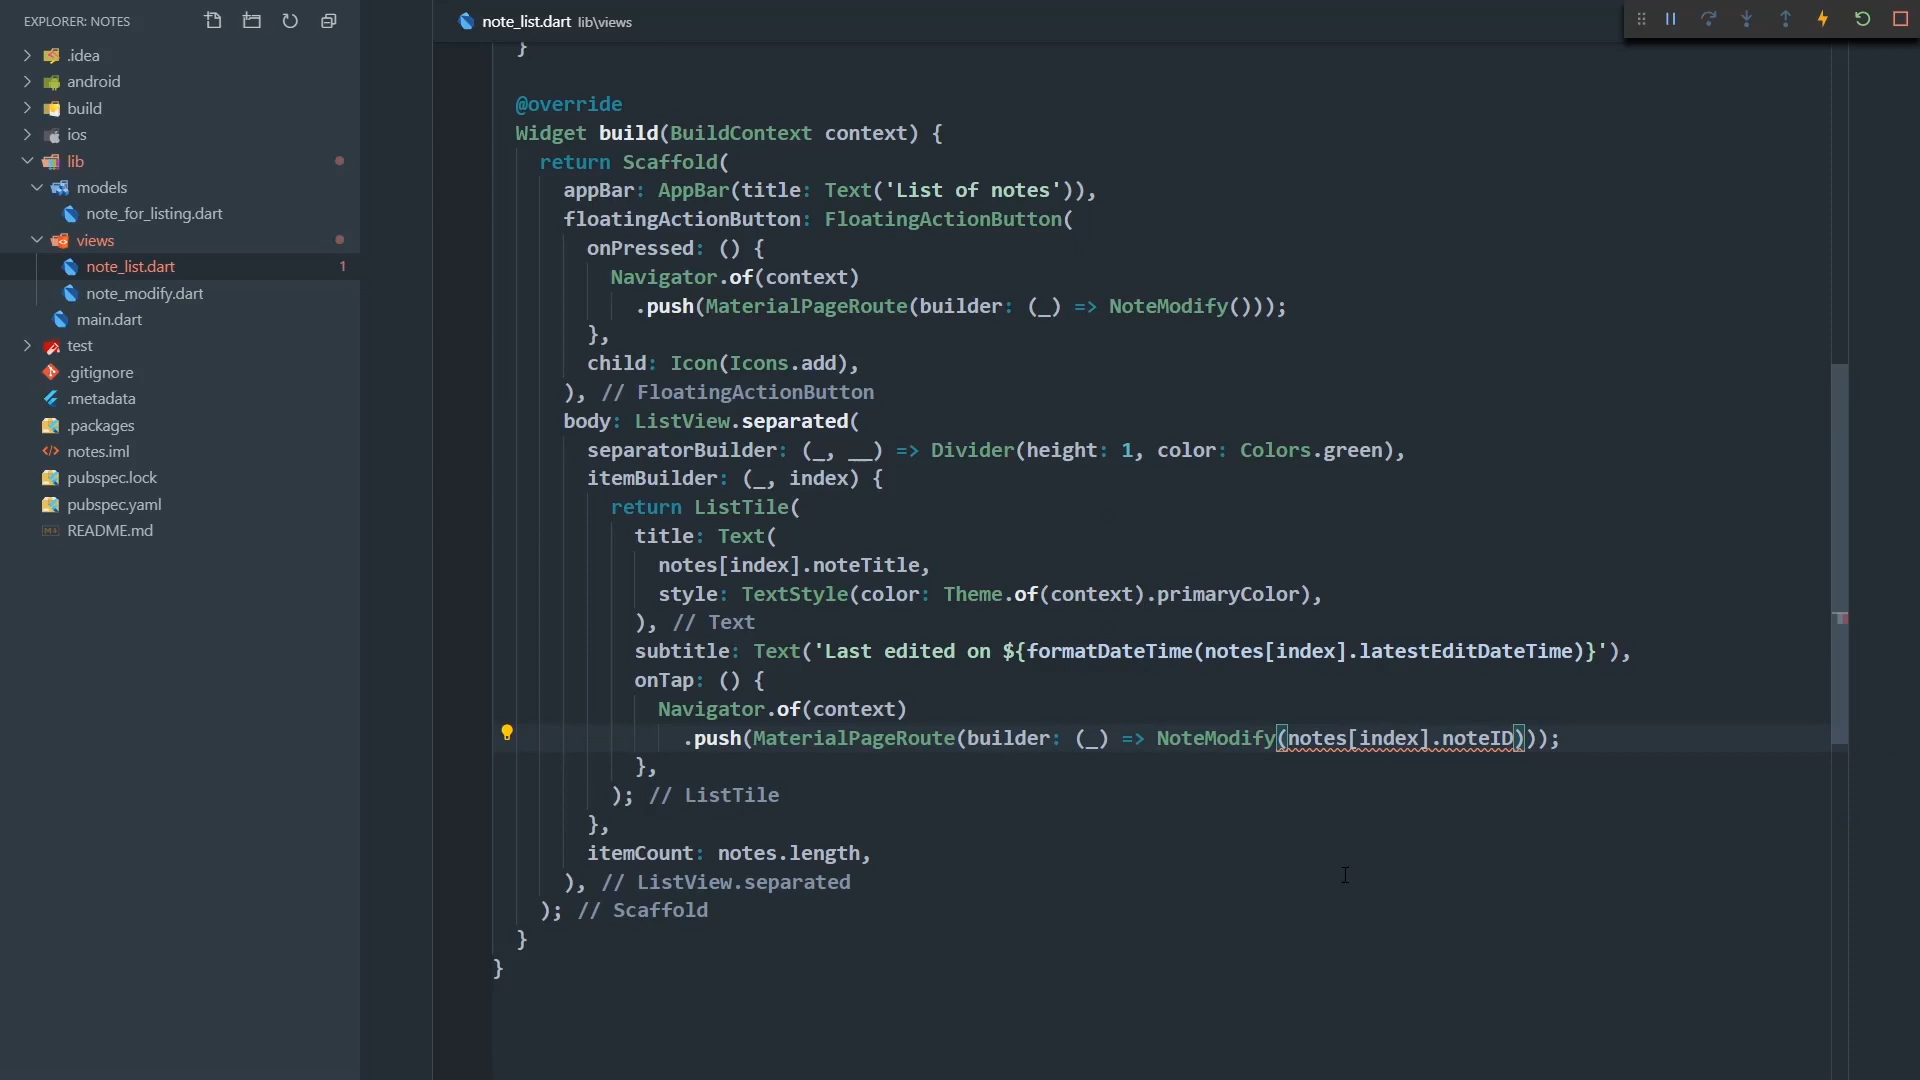 EXPLORER: NOTES
.idea
android
build
ios
lib
models
note_for_listing.dart
views
note_list.dart 1
note_modify.dart
main.dart
test
.gitignore
.metadata
.packages
notes.iml
pubspec.lock
pubspec.yaml
README.md
note_list.dart lib\views
}
@override
Widget build(BuildContext context) {
return Scaffold(
appBar: AppBar(title: Text('List of notes')),
floatingActionButton: FloatingActionButton(
onPressed: () {
Navigator.of(context)
.push(MaterialPageRoute(builder: (_) => NoteModify()));
},
child: Icon(Icons.add),
), // FloatingActionButton
body: ListView.separated(
separatorBuilder: (_, __) => Divider(height: 1, color: Colors.green),
itemBuilder: (_, index) {
return ListTile(
title: Text(
notes[index].noteTitle,
style: TextStyle(color: Theme.of(context).primaryColor),
), // Text
subtitle: Text('Last edited on ${formatDateTime(notes[index].latestEditDateTime)}'),
onTap: () {
Navigator.of(context)
.push(MaterialPageRoute(builder: (_) => NoteModify(notes[index].noteID)));
},
); // ListTile
},
itemCount: notes.length,
), // ListView.separated
); // Scaffold
}
}